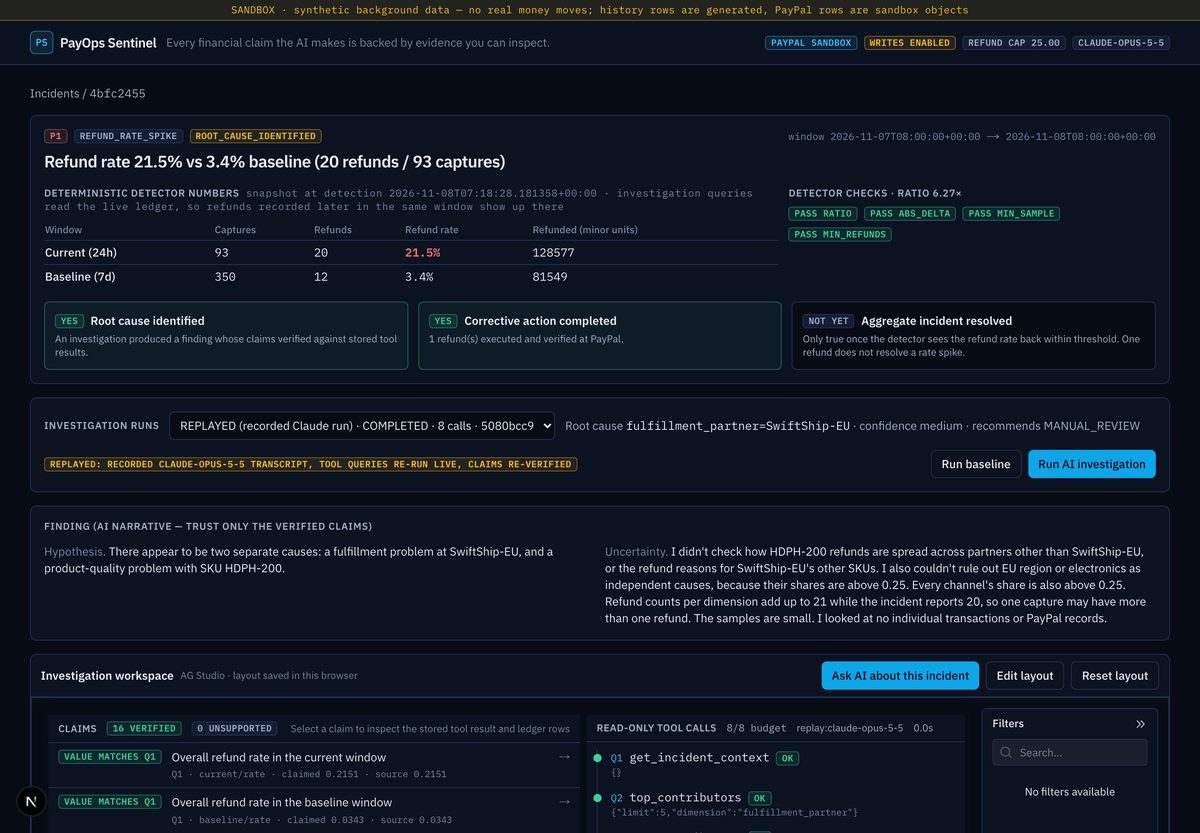 SANDBOX · synthetic background data — no real money moves; history rows are generated, PayPal rows are sandbox objects
PS PayOps Sentinel Every financial claim the AI makes is backed by evidence you can inspect.
PAYPAL SANDBOX WRITES ENABLED REFUND CAP 25.00 CLAUDE-OPUS-5-5
Incidents / 4bfc2455
P1 REFUND_RATE_SPIKE ROOT_CAUSE_IDENTIFIED
window 2026-11-07T08:00:00+00:00 → 2026-11-08T08:00:00+00:00
Refund rate 21.5% vs 3.4% baseline (20 refunds / 93 captures)
DETERMINISTIC DETECTOR NUMBERS snapshot at detection 2026-11-08T07:18:28.181358+00:00 · investigation queries
read the live ledger, so refunds recorded later in the same window show up there
Window Captures Refunds Refund rate Refunded (minor units)
Current (24h) 93 20 21.5% 128577
Baseline (7d) 350 12 3.4% 81549
DETECTOR CHECKS · RATIO 6.27×
PASS RATIO PASS ABS_DELTA PASS MIN_SAMPLE
PASS MIN_REFUNDS
YES Root cause identified
An investigation produced a finding whose claims verified against stored tool
results.
YES Corrective action completed
1 refund(s) executed and verified at PayPal.
NOT YET Aggregate incident resolved
Only true once the detector sees the refund rate back within threshold. One
refund does not resolve a rate spike.
INVESTIGATION RUNS REPLAYED (recorded Claude run) · COMPLETED · 8 calls · 5080bcc9 Root cause fulfillment_partner=SwiftShip-EU · confidence medium · recommends MANUAL_REVIEW
REPLAYED: RECORDED CLAUDE-OPUS-5-5 TRANSCRIPT, TOOL QUERIES RE-RUN LIVE, CLAIMS RE-VERIFIED
Run baseline Run AI investigation
FINDING (AI NARRATIVE — TRUST ONLY THE VERIFIED CLAIMS)
Hypothesis. There appear to be two separate causes: a fulfillment problem at SwiftShip-EU, and a
product-quality problem with SKU HDPH-200.
Uncertainty. I didn't check how HDPH-200 refunds are spread across partners other than SwiftShip-EU,
or the refund reasons for SwiftShip-EU's other SKUs. I also couldn't rule out EU region or electronics as
independent causes, because their shares are above 0.25. Every channel's share is also above 0.25.
Refund counts per dimension add up to 21 while the incident reports 20, so one capture may have more
than one refund. The samples are small. I looked at no individual transactions or PayPal records.
Investigation workspace AG Studio · layout saved in this browser
Ask AI about this incident Edit layout Reset layout
CLAIMS 16 VERIFIED 0 UNSUPPORTED Select a claim to inspect the stored tool result and ledger rows
VALUE MATCHES Q1 Overall refund rate in the current window →
Q1 · current/rate · claimed 0.2151 · source 0.2151
VALUE MATCHES Q1 Overall refund rate in the baseline window →
Q1 · baseline/rate · claimed 0.0343 · source 0.0343
READ-ONLY TOOL CALLS 8/8 budget replay:claude-opus-5-5 0.0s
Q1 get_incident_context OK
{}
Q2 top_contributors OK
{"limit":5,"dimension":"fulfillment_partner"}
Filters
Search...
No filters available
N